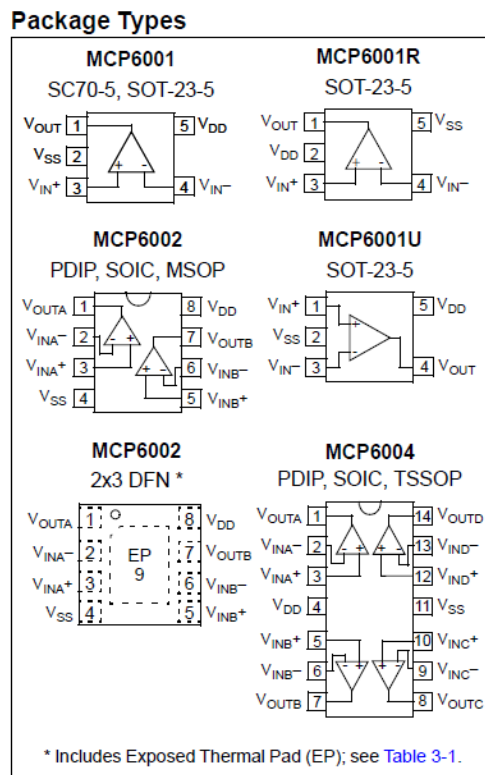 Package Types
MCP6001
SC70-5, SOT-23-5
VOUT 1 5 VDD
VSS 2
VIN+ 3 4 VIN–
+ -
MCP6001R
SOT-23-5
VOUT 1 5 VSS
VDD 2
VIN+ 3 4 VIN–
+ -
MCP6002
PDIP, SOIC, MSOP
VOUTA 1 8 VDD
VINA– 2 7 VOUTB
- +
VINA+ 3 6 VINB–
+ -
VSS 4 5 VINB+
MCP6001U
SOT-23-5
VIN+ 1 5 VDD
+
VSS 2
-
VIN– 3 4 VOUT
MCP6002
2x3 DFN *
VOUTA 1 8 VDD
VINA– 2 EP 7 VOUTB
VINA+ 3 9 6 VINB–
VSS 4 5 VINB+
MCP6004
PDIP, SOIC, TSSOP
VOUTA 1 14 VOUTD
VINA– 2 - + + - 13 VIND–
VINA+ 3 12 VIND+
VDD 4 11 VSS
VINB+ 5 10 VINC+
VINB– 6 - + + - 9 VINC–
VOUTB 7 8 VOUTC
* Includes Exposed Thermal Pad (EP); see Table 3-1.